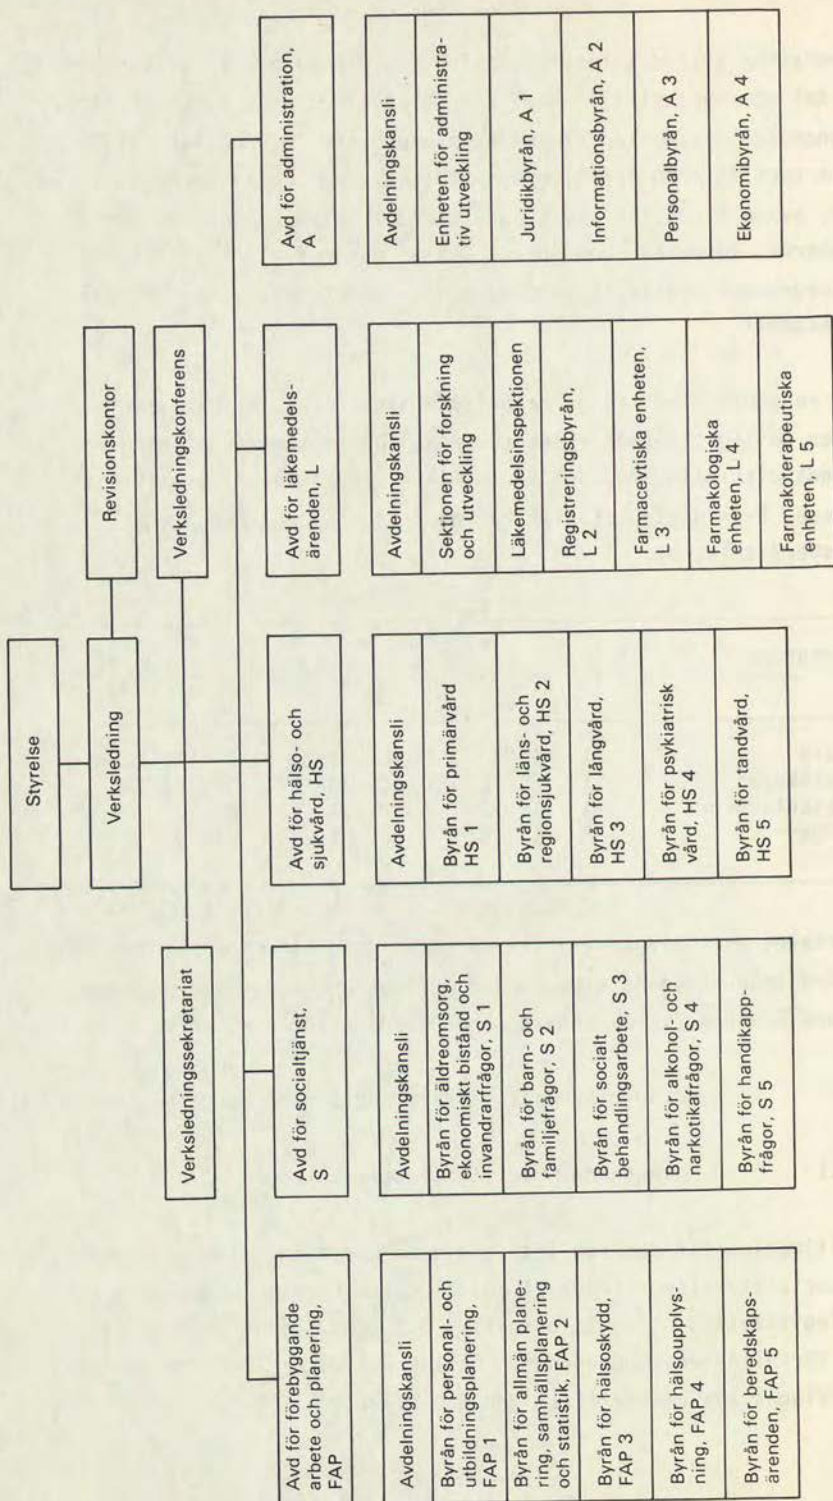 Styrelse
Verksledning
Revisionskontor
Verksledningssekretariat
Verksledningskonferens
Avd för förebyggande
arbete och planering,
FAP
Avdelningskansli
Byrån för personal- och
utbildningsplanering,
FAP 1
Byrån för allmän plane-
ring, samhällsplanering
och statistik, FAP 2
Byrån för hälsoskydd,
FAP 3
Byrån för hälsoupplys-
ning, FAP 4
Byrån för beredskaps-
ärenden, FAP 5
Avd för socialtjänst,
S
Avdelningskansli
Byrån för äldreomsorg,
ekonomiskt bistånd och
invandrarfrågor, S 1
Byrån för barn- och
familjefrågor, S 2
Byrån för socialt
behandlingsarbete, S 3
Byrån för alkohol- och
narkotikafrågor, S 4
Byrån för handikapp-
frågor, S 5
Avd för hälso- och
sjukvård, HS
Avdelningskansli
Byrån för primärvård
HS 1
Byrån för läns- och
regionsjukvård, HS 2
Byrån för långvård,
HS 3
Byrån för psykiatrisk
vård, HS 4
Byrån för tandvård,
HS 5
Avd för läkemedels-
ärenden, L
Avdelningskansli
Sektionen för forskning
och utveckling
Läkemedelsinspektionen
Registreringsbyrån,
L 2
Farmacevtiska enheten,
L 3
Farmakologiska
enheten, L 4
Farmakoterapeutiska
enheten, L 5
Avd för administration,
A
Avdelningskansli
Enheten för administra-
tiv utveckling
Juridikbyrån, A 1
Informationsbyrån, A 2
Personalbyrån, A 3
Ekonomibyrån, A 4